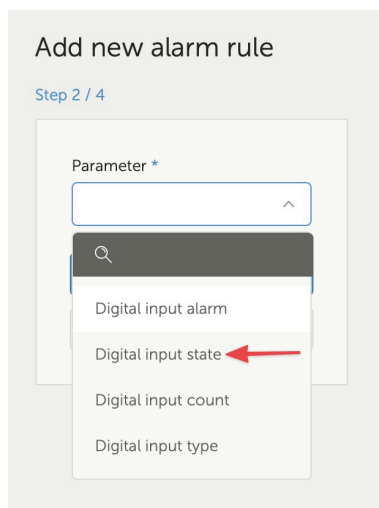 Add new alarm rule
Step 2 / 4
Parameter *
Digital input alarm
Digital input state
Digital input count
Digital input type